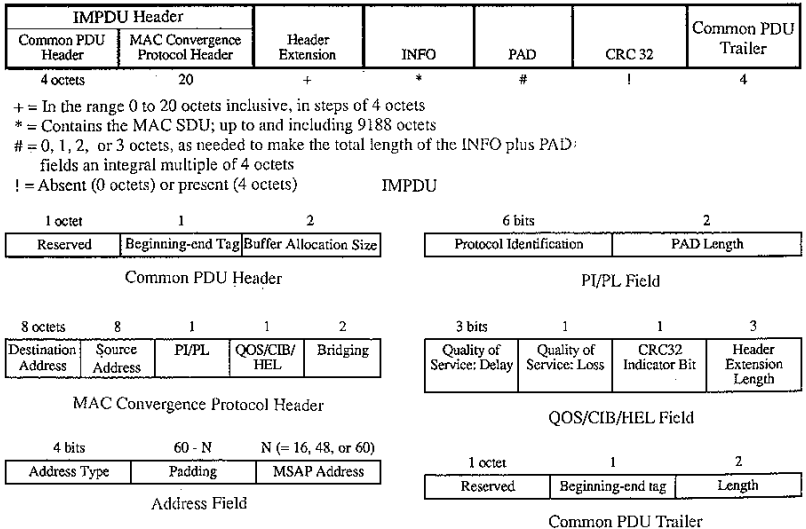 IMPDU Header
Common PDU Header
MAC Convergence Protocol Header
Header Extension
INFO
PAD
CRC 32
Common PDU Trailer
4 octets 20 + * # ! 4
+ = In the range 0 to 20 octets inclusive, in steps of 4 octets
* = Contains the MAC SDU; up to and including 9188 octets
# = 0, 1, 2, or 3 octets, as needed to make the total length of the INFO plus PAD
fields an integral multiple of 4 octets
! = Absent (0 octets) or present (4 octets)
IMPDU
1 octet 1 2
Reserved Beginning-end Tag Buffer Allocation Size
Common PDU Header
6 bits 2
Protocol Identification PAD Length
PI/PL Field
8 octets 8 1 1 2
Destination Address
Source Address
PI/PL
QOS/CIB/ HEL
Bridging
MAC Convergence Protocol Header
3 bits 1 1 3
Quality of Service: Delay
Quality of Service: Loss
CRC32 Indicator Bit
Header Extension Length
QOS/CIB/HEL Field
4 bits 60 - N N (= 16, 48, or 60)
Address Type Padding MSAP Address
Address Field
1 octet 1 2
Reserved Beginning-end tag Length
Common PDU Trailer